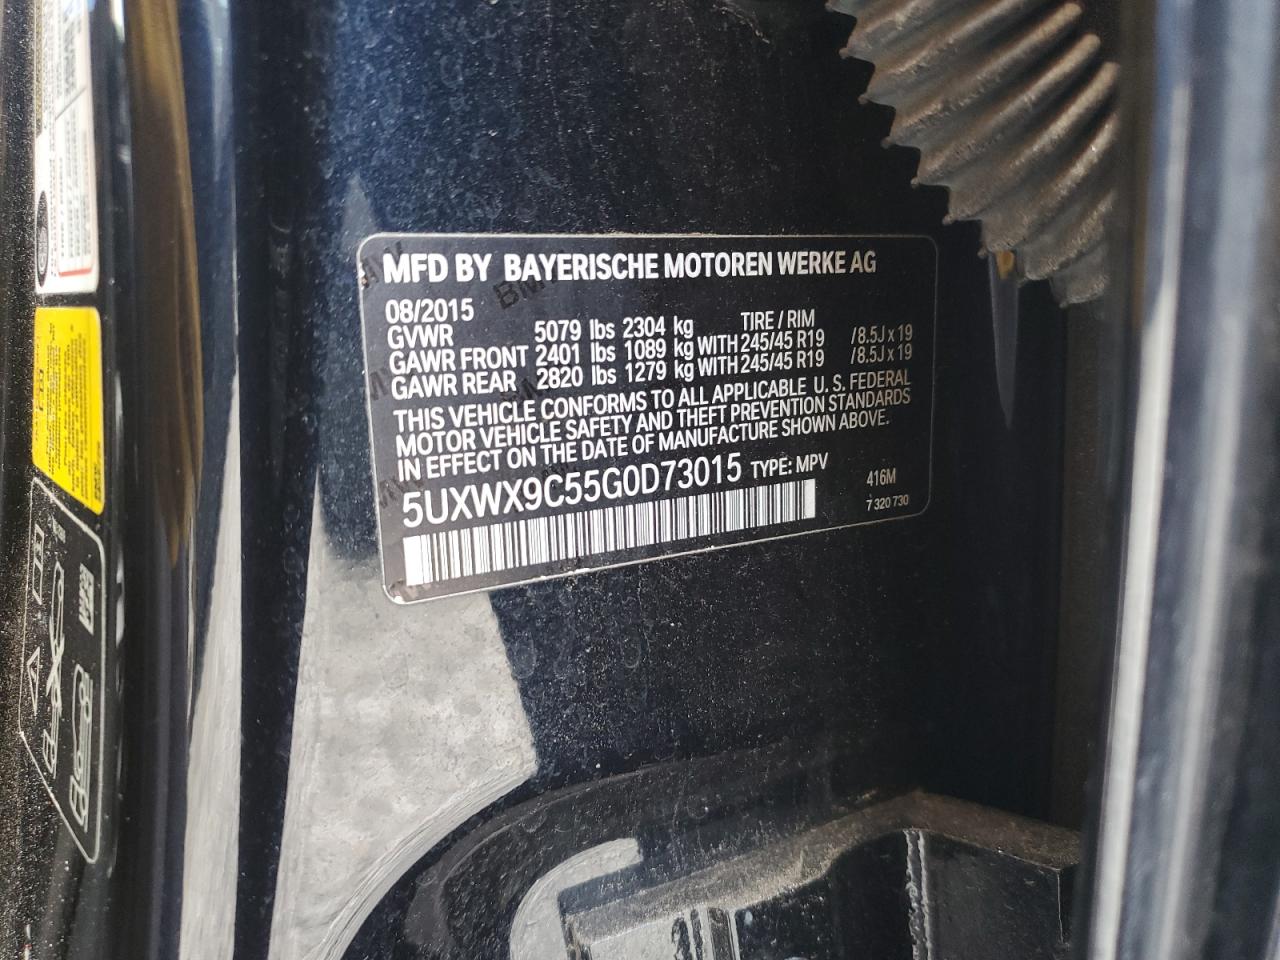 MFD BY BAYERISCHE MOTOREN WERKE AG
08/2015
GVWR 5079 lbs 2304 kg TIRE / RIM
GAWR FRONT 2401 lbs 1089 kg WITH 245/45 R19 /8.5J x 19
GAWR REAR 2820 lbs 1279 kg WITH 245/45 R19 /8.5J x 19
THIS VEHICLE CONFORMS TO ALL APPLICABLE U.S. FEDERAL
MOTOR VEHICLE SAFETY AND THEFT PREVENTION STANDARDS
IN EFFECT ON THE DATE OF MANUFACTURE SHOWN ABOVE.
5UXWX9C55G0D73015 TYPE: MPV 416M
7 320 730